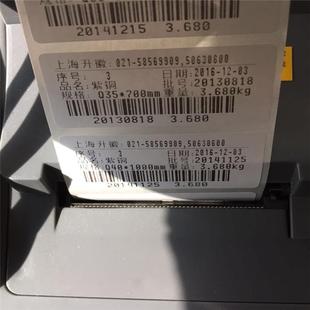 20141215 3.680
上海升徽: 021-58569909,50630600
序号: 3 日期:2016-12-03
品名:紫铜 批号:20130818
规格: Q35*700mm 重量: 3.680kg
20130818 3.680
上海升徽: 021-58569909,50630600
序号: 3 日期:2016-12-03
品名:紫铜 批号:20141125
规格: Q40*1000mm 重量: 3.680kg
20141125 3.680